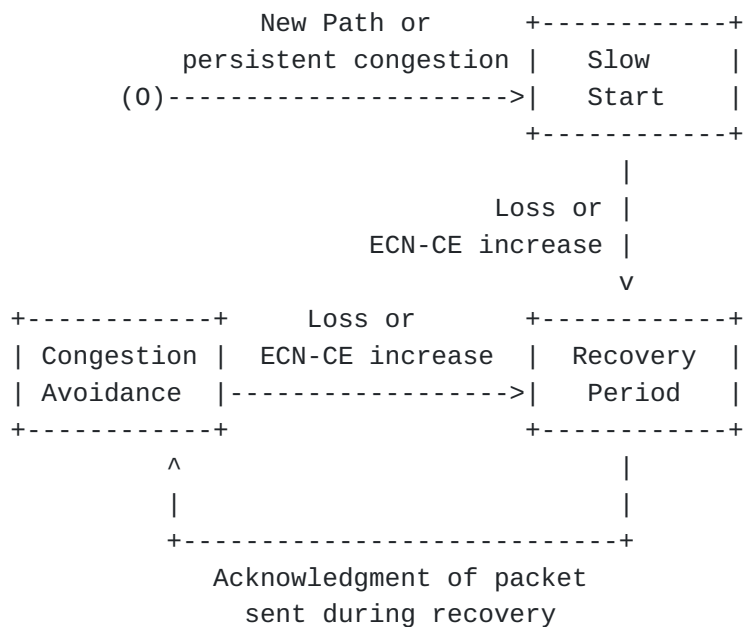 New Path or
persistent congestion
Slow
(O)
Start
Loss or
ECN-CE increase
Loss or
Congestion ECN-CE increase Recovery
Avoidance Period
Acknowledgment of packet
sent during recovery